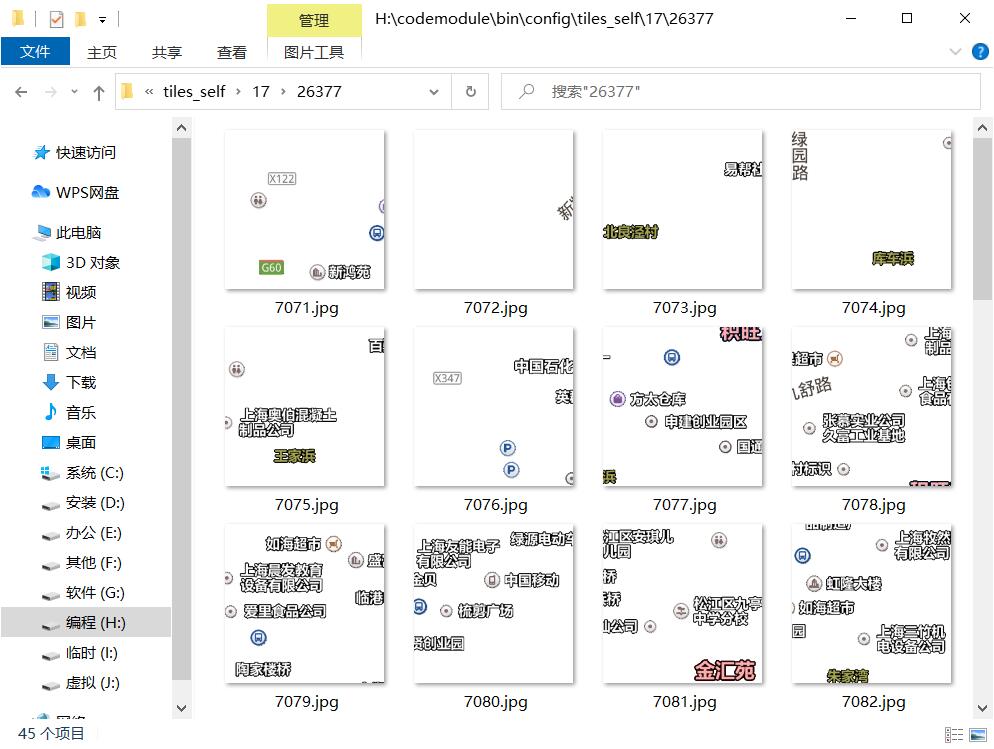 管理
H:\codemodule\bin\config\tiles_self\17\26377
文件
主页
共享
查看
图片工具
« tiles_self › 17 › 26377
搜索"26377"
快速访问
WPS网盘
此电脑
3D 对象
视频
图片
文档
下载
音乐
桌面
系统 (C:)
安装 (D:)
办公 (E:)
其他 (F:)
软件 (G:)
编程 (H:)
临时 (I:)
虚拟 (J:)
网络
X122
G60
新鸿苑
7071.jpg
新
7072.jpg
易帮社
北良泾村
7073.jpg
绿园路
库车浜
7074.jpg
百
上海奥伯混凝土
制品公司
王家浜
7075.jpg
X347
中国石化
英
P
P
7076.jpg
枳旺
方太仓库
申建创业园区
国通
浜
7077.jpg
上海
制品
超市
九舒路
上海
食品
张慕实业公司
久富工业基地
村标识
7078.jpg
如海超市
盛
上海晨发教育
设备有限公司
临港
爱里食品公司
陶家楼桥
7079.jpg
上海友能电子
有限公司
绿源电动车
金贝
中国移动
梳剪广场
贤创业园
7080.jpg
江区安琪儿
儿园
桥
桥
松江区九亭
中学分校
山公司
金汇苑
7081.jpg
制品
上海牧然
有限公司
虹隆大楼
如海超市
园
上海三竹机
电设备公司
朱家湾
7082.jpg
45 个项目